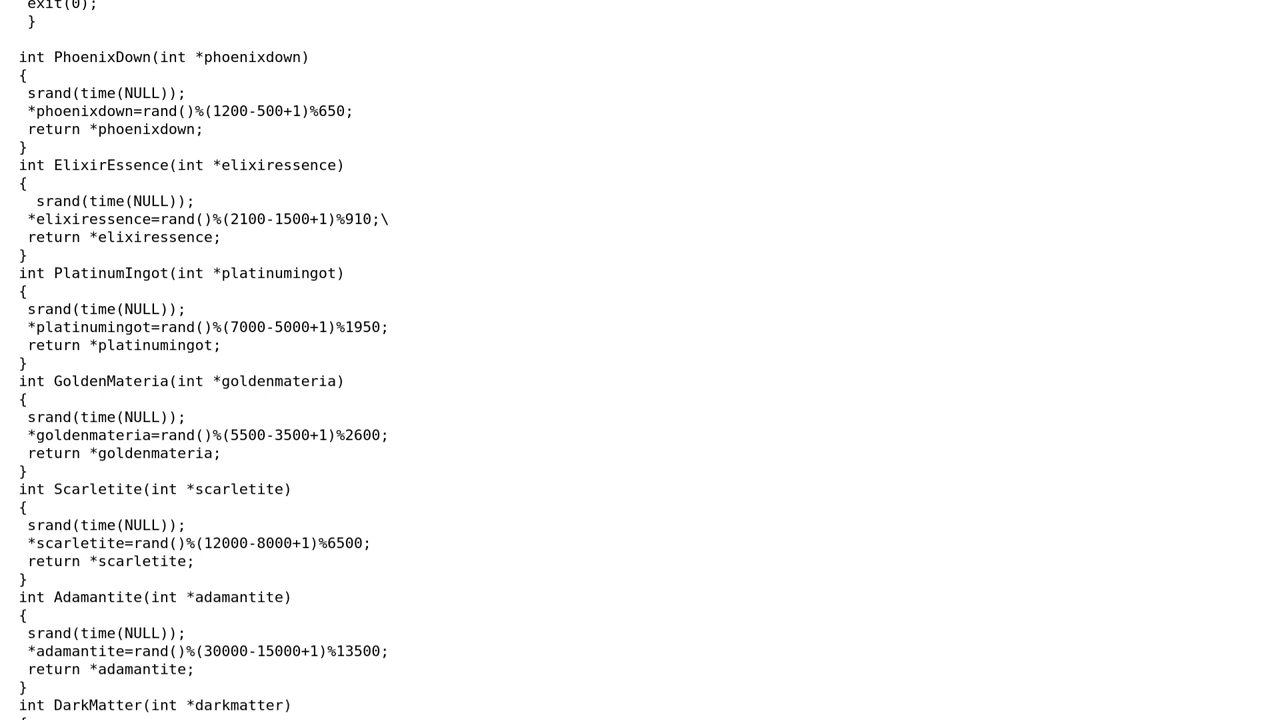 exit(0);
}
int PhoenixDown(int *phoenixdown)
{
srand(time(NULL));
*phoenixdown=rand()%(1200-500+1)%650;
return *phoenixdown;
}
int ElixirEssence(int *elixiressence)
{
srand(time(NULL));
*elixiressence=rand()%(2100-1500+1)%910;\
return *elixiressence;
}
int PlatinumIngot(int *platinumingot)
{
srand(time(NULL));
*platinumingot=rand()%(7000-5000+1)%1950;
return *platinumingot;
}
int GoldenMateria(int *goldenmateria)
{
srand(time(NULL));
*goldenmateria=rand()%(5500-3500+1)%2600;
return *goldenmateria;
}
int Scarletite(int *scarletite)
{
srand(time(NULL));
*scarletite=rand()%(12000-8000+1)%6500;
return *scarletite;
}
int Adamantite(int *adamantite)
{
srand(time(NULL));
*adamantite=rand()%(30000-15000+1)%13500;
return *adamantite;
}
int DarkMatter(int *darkmatter)
{